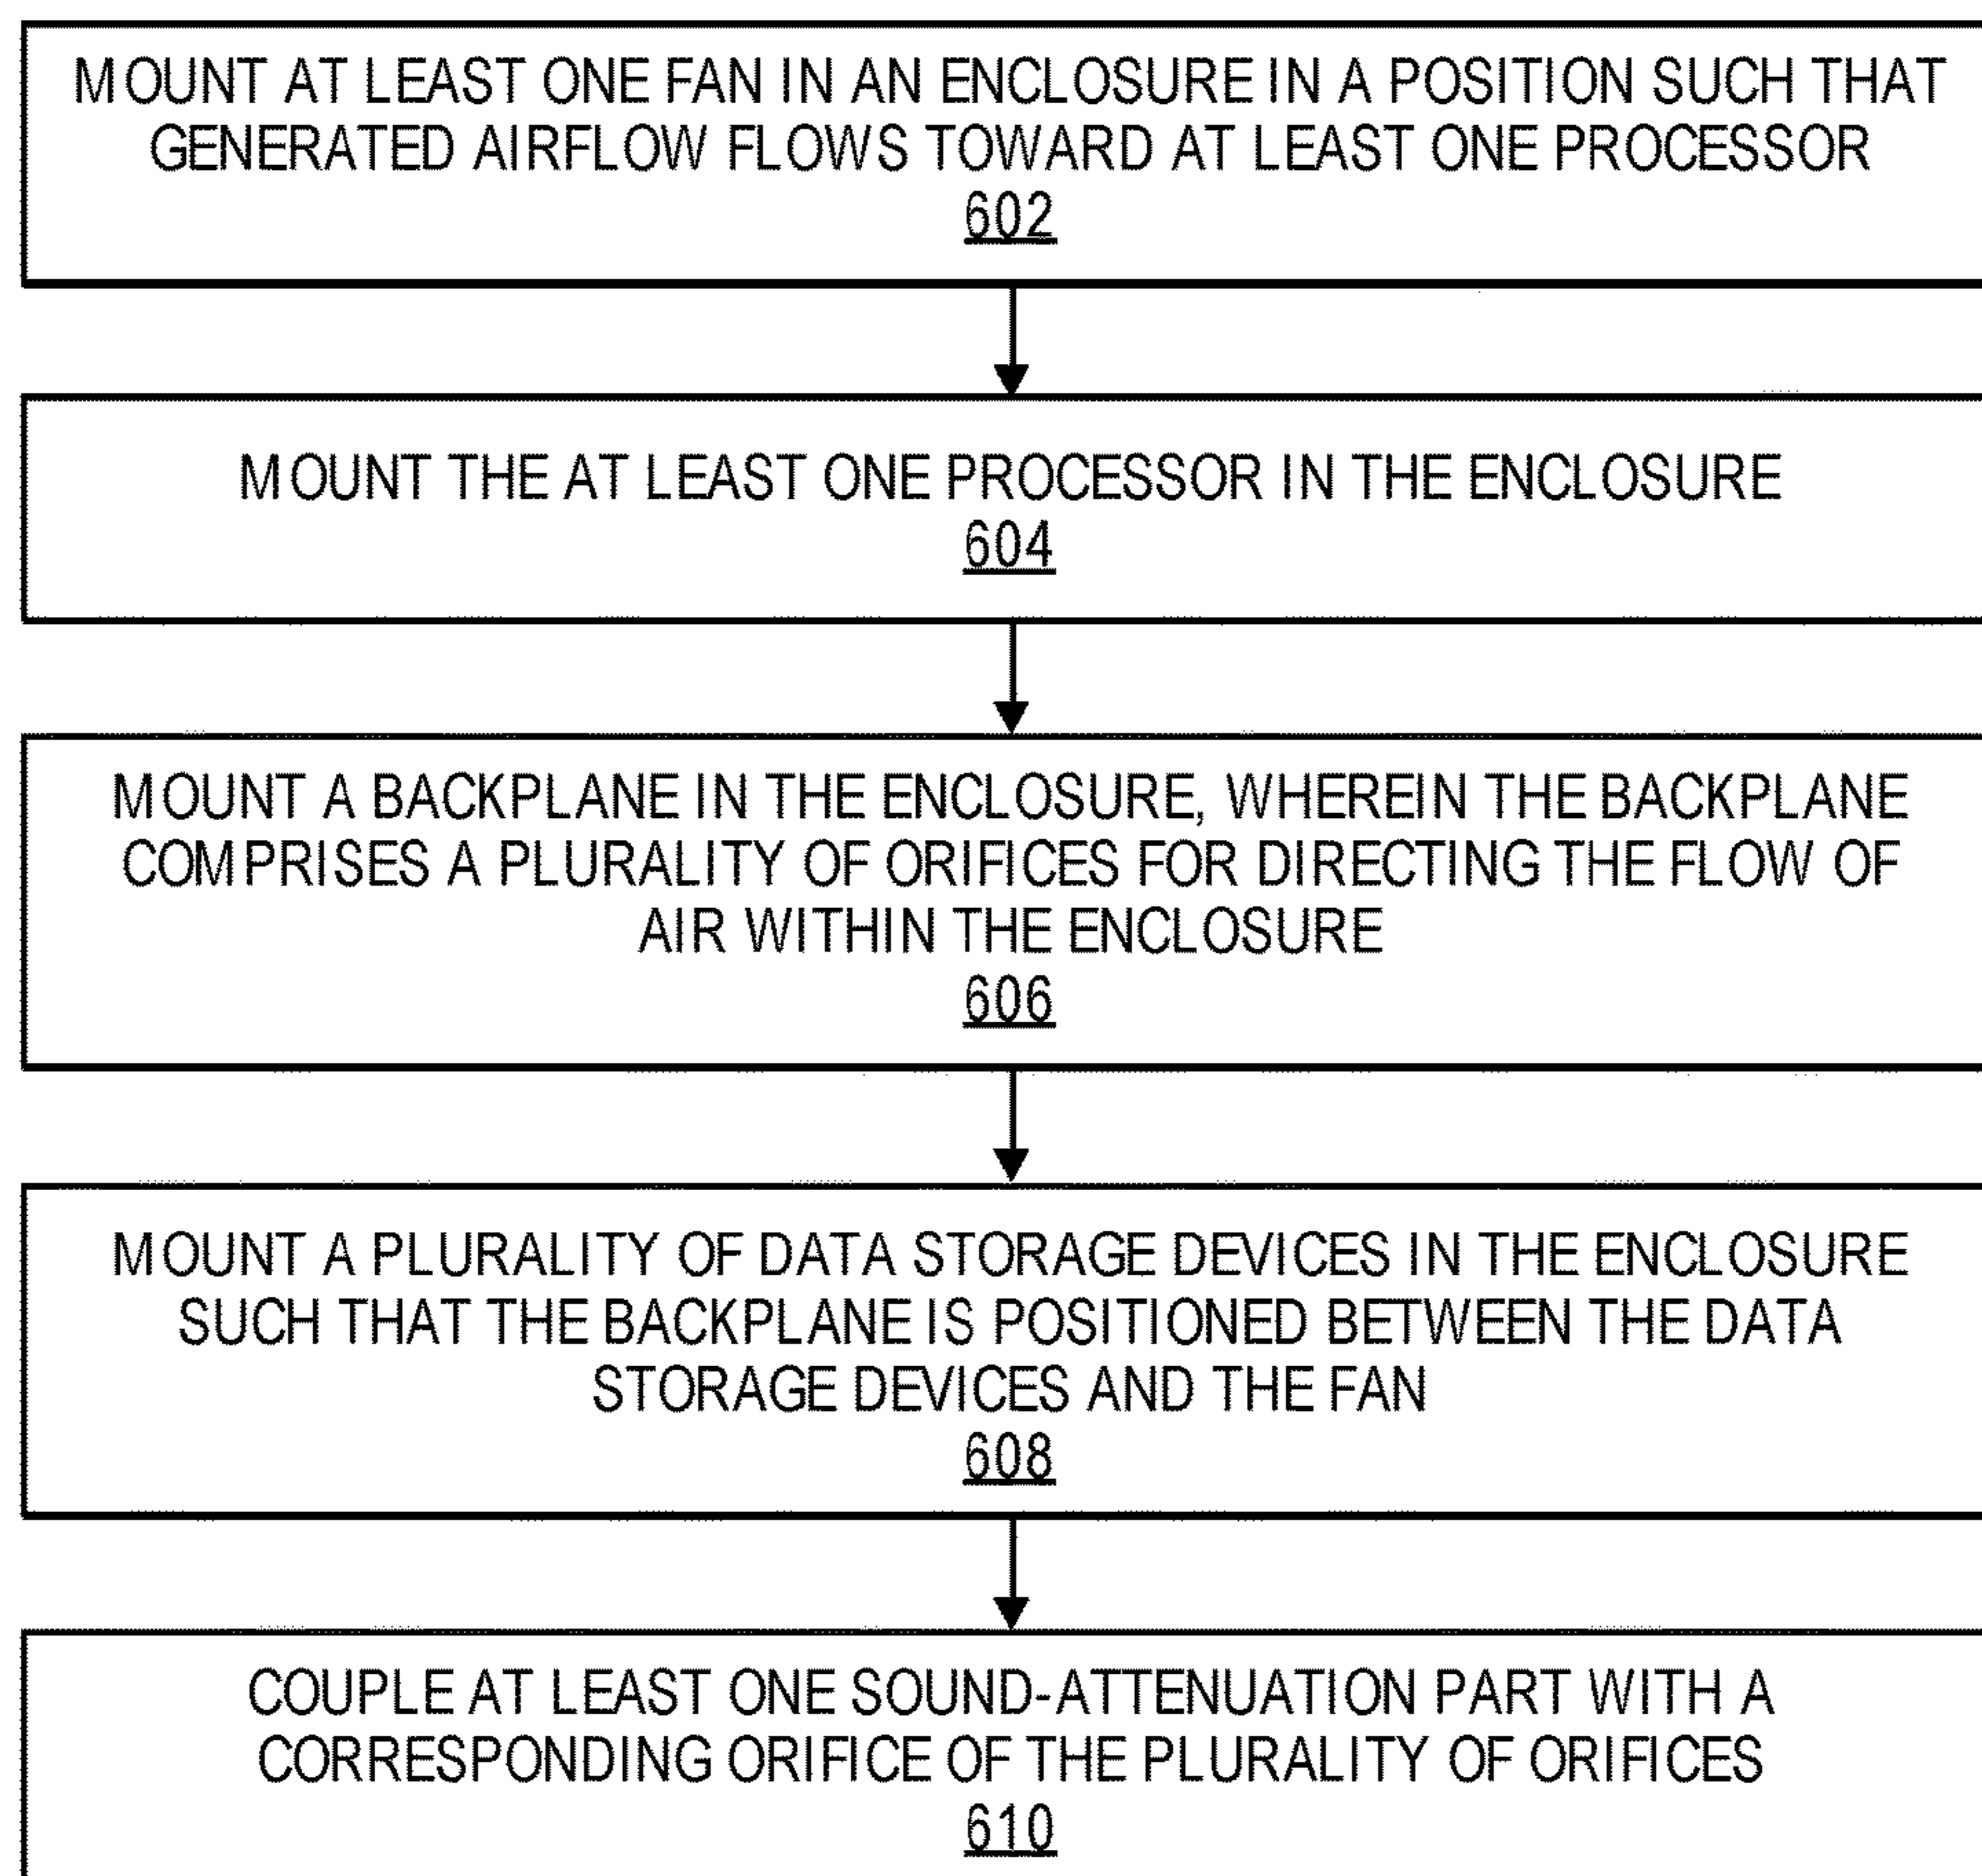 MOUNT AT LEAST ONE FAN IN AN ENCLOSURE IN A POSITION SUCH THAT
GENERATED AIRFLOW FLOWS TOWARD AT LEAST ONE PROCESSOR
602
MOUNT THE AT LEAST ONE PROCESSOR IN THE ENCLOSURE
604
MOUNT A BACKPLANE IN THE ENCLOSURE, WHEREIN THE BACKPLANE
COMPRISES A PLURALITY OF ORIFICES FOR DIRECTING THE FLOW OF
AIR WITHIN THE ENCLOSURE
606
MOUNT A PLURALITY OF DATA STORAGE DEVICES IN THE ENCLOSURE
SUCH THAT THE BACKPLANE IS POSITIONED BETWEEN THE DATA
STORAGE DEVICES AND THE FAN
608
COUPLE AT LEAST ONE SOUND-ATTENUATION PART WITH A
CORRESPONDING ORIFICE OF THE PLURALITY OF ORIFICES
610